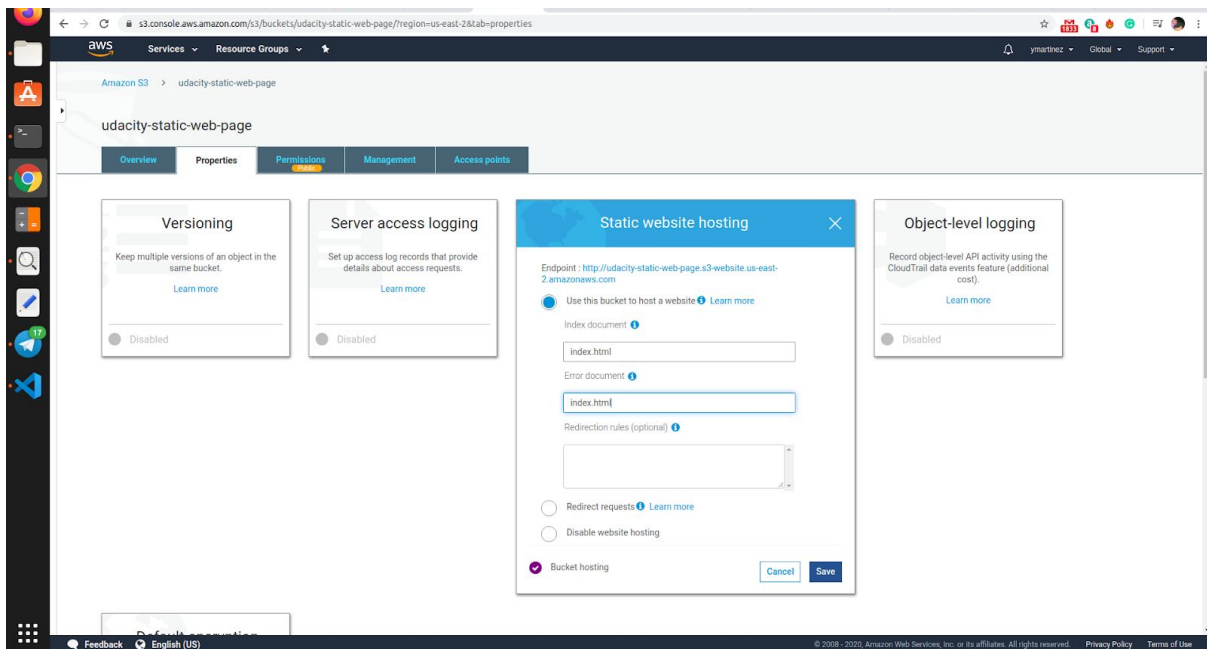 s3.console.aws.amazon.com/s3/buckets/udacity-static-web-page/?region=us-east-2&tab=properties
1833
aws Services Resource Groups ymartinez Global Support
Amazon S3 > udacity-static-web-page
udacity-static-web-page
Overview Properties Permissions Management Access points
Public
Versioning
Keep multiple versions of an object in the
same bucket.
Learn more
Disabled
Server access logging
Set up access log records that provide
details about access requests.
Learn more
Disabled
Static website hosting
Endpoint : http://udacity-static-web-page.s3-website.us-east-
2.amazonaws.com
Use this bucket to host a website Learn more
Index document
index.html
Error document
index.html
Redirection rules (optional)
Redirect requests Learn more
Disable website hosting
Bucket hosting
Cancel Save
Object-level logging
Record object-level API activity using the
CloudTrail data events feature (additional
cost).
Learn more
Disabled
17
Default encryption
Feedback English (US) © 2008 - 2020, Amazon Web Services, Inc. or its affiliates. All rights reserved. Privacy Policy Terms of Use